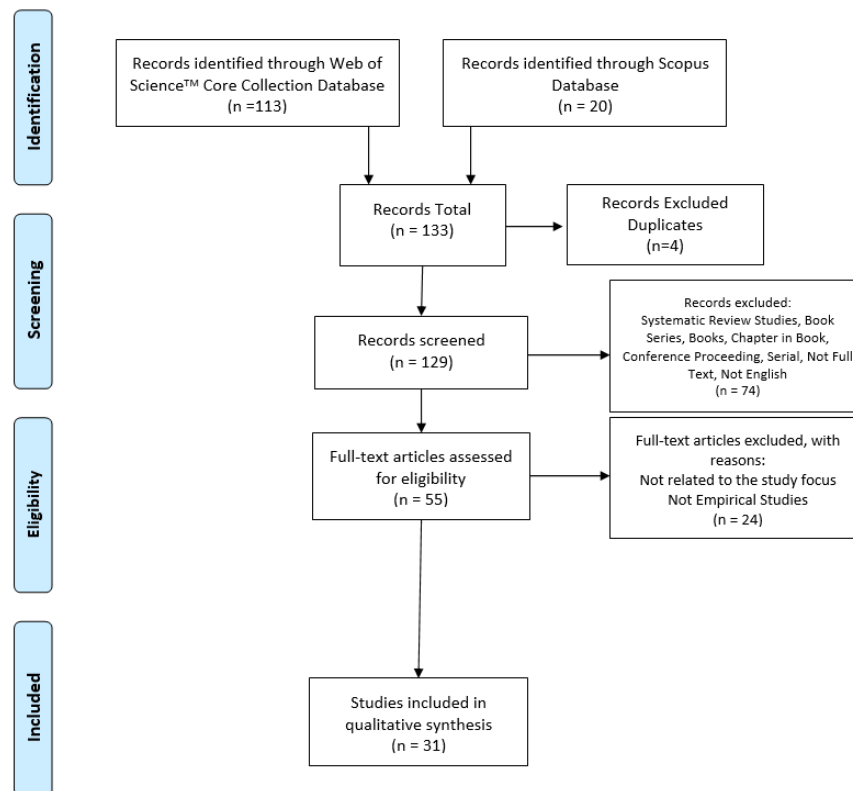 Identification
Records identified through Web of
Science™ Core Collection Database
(n =113)
Records identified through Scopus
Database
(n = 20)
Records Total
(n = 133)
Records Excluded
Duplicates
(n=4)
Screening
Records screened
(n = 129)
Records excluded:
Systematic Review Studies, Book
Series, Books, Chapter in Book,
Conference Proceeding, Serial, Not Full
Text, Not English
(n = 74)
Eligibility
Full-text articles assessed
for eligibility
(n = 55)
Full-text articles excluded, with
reasons:
Not related to the study focus
Not Empirical Studies
(n = 24)
Included
Studies included in
qualitative synthesis
(n = 31)